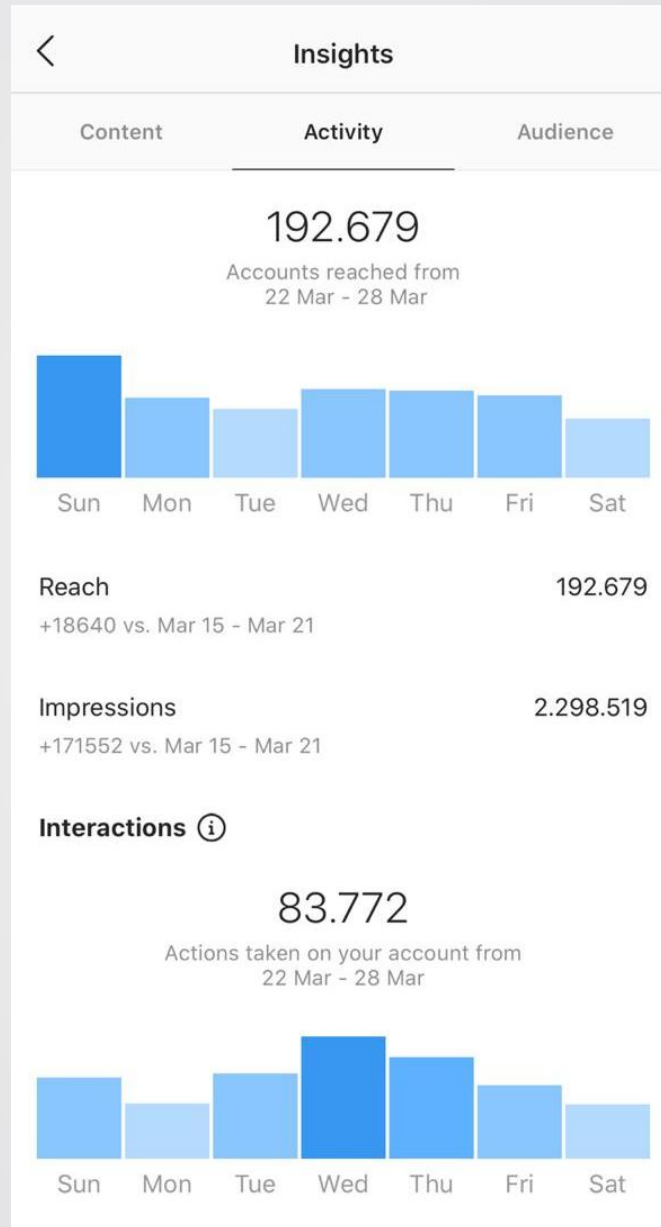 Insights
Content Activity Audience
192.679
Accounts reached from
22 Mar - 28 Mar
Sun Mon Tue Wed Thu Fri Sat
Reach 192.679
+18640 vs. Mar 15 - Mar 21
Impressions 2.298.519
+171552 vs. Mar 15 - Mar 21
Interactions i
83.772
Actions taken on your account from
22 Mar - 28 Mar
Sun Mon Tue Wed Thu Fri Sat